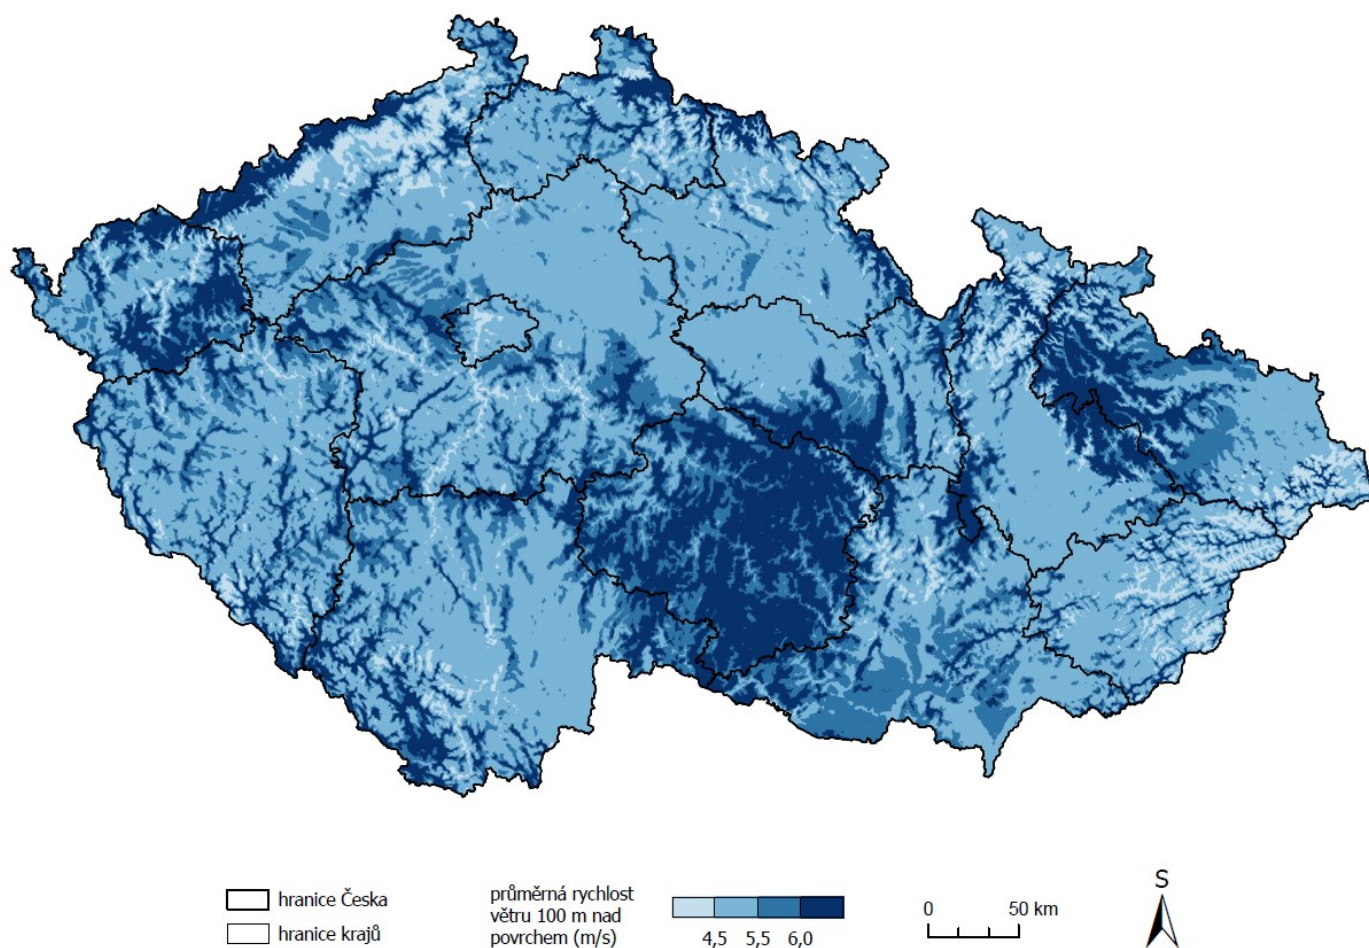 hranice Česka
hranice krajů
průměrná rychlost
větru 100 m nad
povrchem (m/s)
4,5 5,5 6,0
0 50 km
S